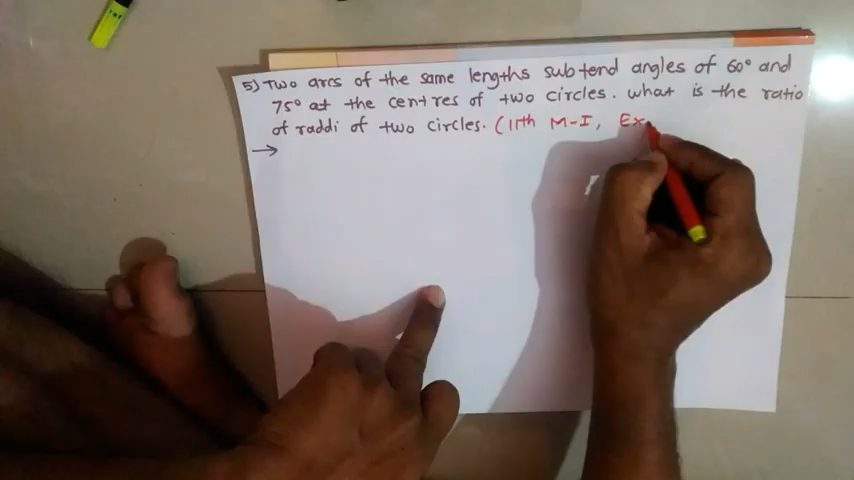 5) Two arcs of the same lengths subtend angles of 60° and
75° at the centres of two circles. what is the ratio
of raddi of two circles. (11th M-I, Ex
→